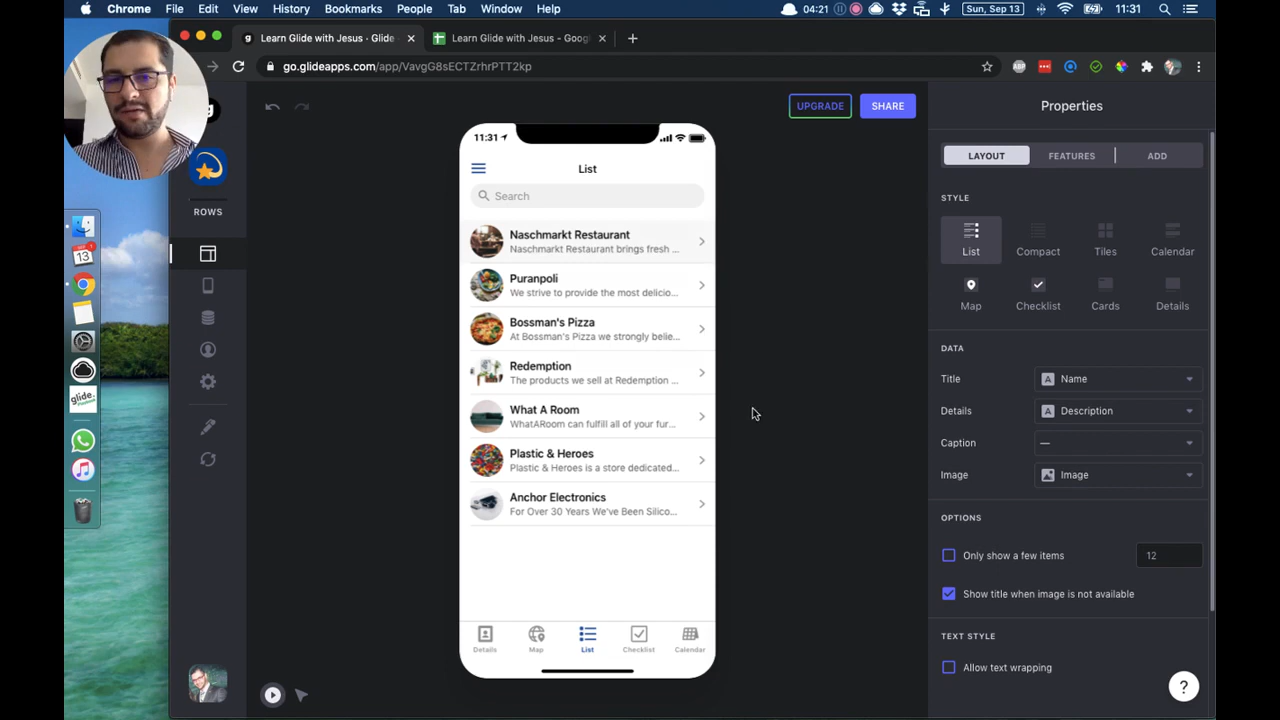 Chrome File Edit View History Bookmarks People Tab Window Help 04:21 Sun, Sep 13 11:31
Learn Glide with Jesus · Glide
Learn Glide with Jesus - Goog
go.glideapps.com/app/VavgG8sECTZrhrPTT2kp
ROWS
UPGRADE
SHARE
11:31
List
Search
Naschmarkt Restaurant
Naschmarkt Restaurant brings fresh ...
Puranpoli
We strive to provide the most delicio...
Bossman's Pizza
At Bossman's Pizza we strongly belie...
Redemption
The products we sell at Redemption ...
What A Room
WhatARoom can fulfill all of your fur...
Plastic & Heroes
Plastic & Heroes is a store dedicated...
Anchor Electronics
For Over 30 Years We've Been Silico...
Details Map List Checklist Calendar
Properties
LAYOUT FEATURES ADD
STYLE
List Compact Tiles Calendar
Map Checklist Cards Details
DATA
Title A Name
Details A Description
Caption —
Image Image
OPTIONS
Only show a few items 12
Show title when image is not available
TEXT STYLE
Allow text wrapping
?
13
glide.